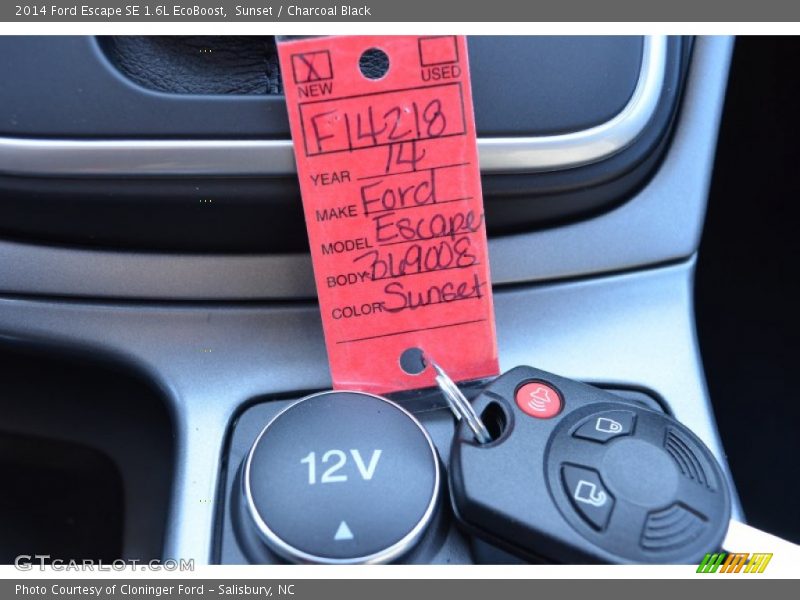 2014 Ford Escape SE 1.6L EcoBoost,  Sunset / Charcoal Black
X
NEW
USED
F14218
YEAR 14
MAKE Ford
MODEL Escape
BODY B69008
COLOR Sunset
12V
GTCARLOT.COM
Photo Courtesy of Cloninger Ford – Salisbury, NC